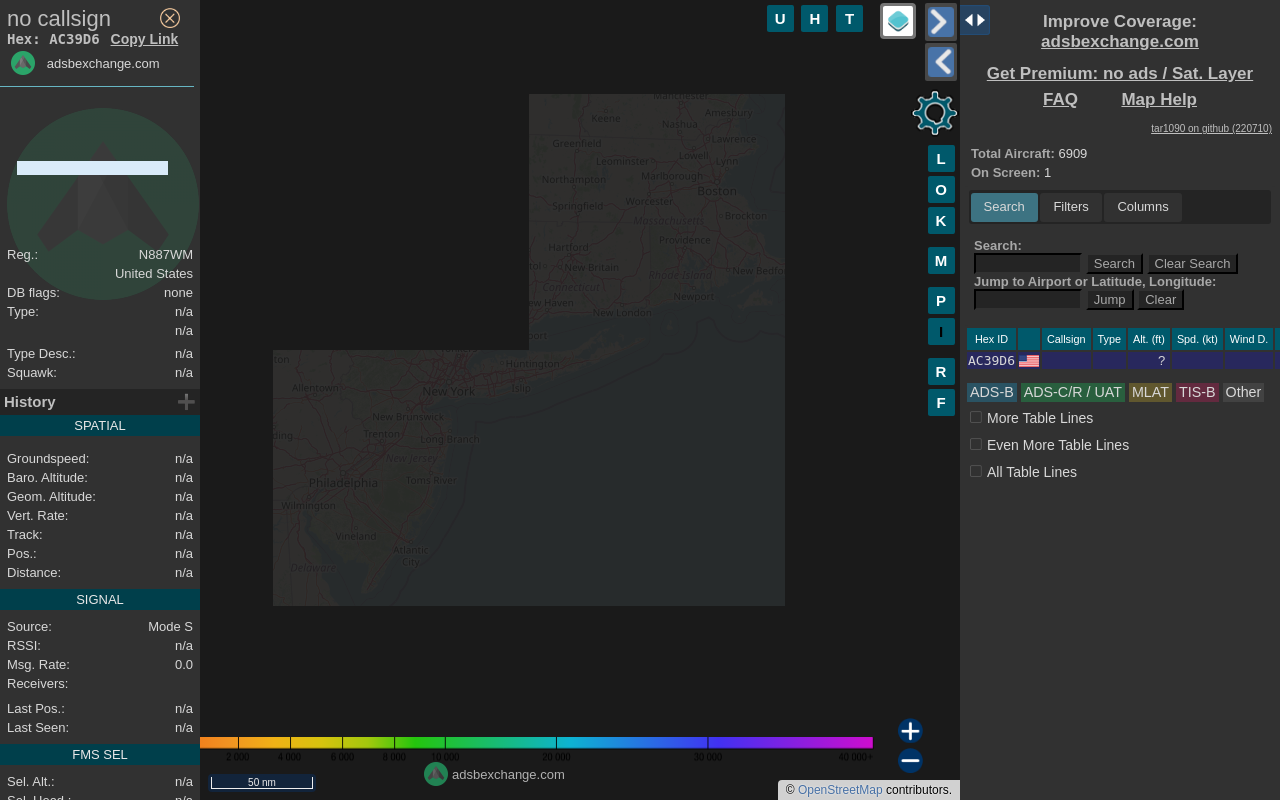 no callsign
Hex: AC39D6 Copy Link
adsbexchange.com
Reg.: N887WM
United States
DB flags: none
Type: n/a
n/a
Type Desc.: n/a
Squawk: n/a
History
SPATIAL
Groundspeed: n/a
Baro. Altitude: n/a
Geom. Altitude: n/a
Vert. Rate: n/a
Track: n/a
Pos.: n/a
Distance: n/a
SIGNAL
Source: Mode S
RSSI: n/a
Msg. Rate: 0.0
Receivers:
Last Pos.: n/a
Last Seen: n/a
FMS SEL
Sel. Alt.: n/a
Sel. Head.: n/a
U H T
L
O
K
M
P
I
R
F
Manchester
Keene
Amesbury
Nashua
Greenfield
Lawrence
Leominster
Lowell
Lynn
Northampton
Marlborough
Boston
Springfield
Worcester
Massachusetts
Brockton
Hartford
Providence
New Britain
Rhode Island
New Bedfo
Connecticut
Newport
ew Haven
New London
port
ton
Huntington
Allentown
New York
Islip
New Brunswick
Trenton
Long Branch
ding...
New Jersey
Philadelphia
Toms River
Wilmington
Vineland
Atlantic
City
Delaware
2 000 4 000 6 000 8 000 10 000 20 000 30 000 40 000+
adsbexchange.com
50 nm
© OpenStreetMap contributors.
Improve Coverage:
adsbexchange.com
Get Premium: no ads / Sat. Layer
FAQ Map Help
tar1090 on github (220710)
Total Aircraft: 6909
On Screen: 1
Search Filters Columns
Search:
Search Clear Search
Jump to Airport or Latitude, Longitude:
Jump Clear
Hex ID Callsign Type Alt. (ft) Spd. (kt) Wind D.
AC39D6 ?
ADS-B ADS-C/R / UAT MLAT TIS-B Other
More Table Lines
Even More Table Lines
All Table Lines